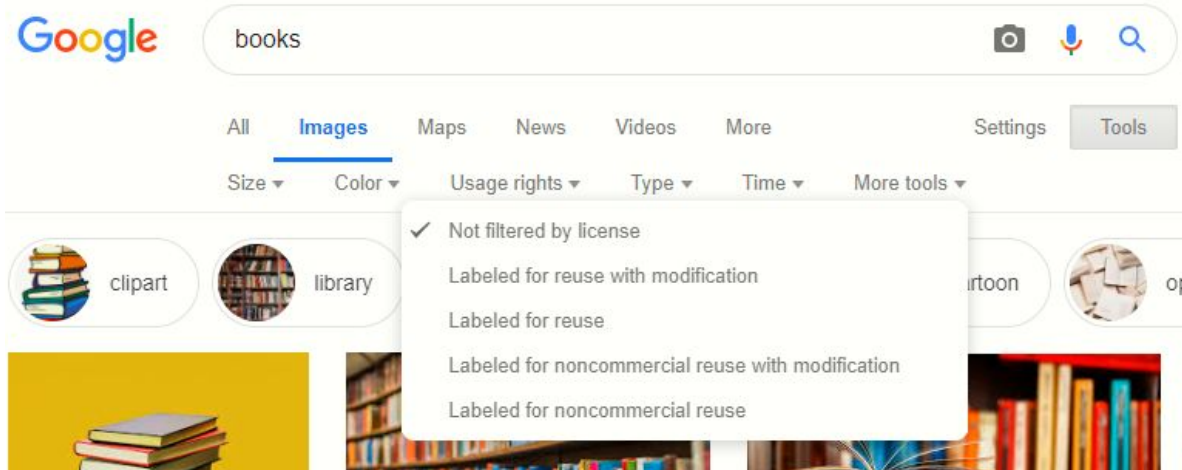 Google books
All Images Maps News Videos More Settings Tools
Size Color Usage rights Type Time More tools
Not filtered by license
Labeled for reuse with modification
Labeled for reuse
Labeled for noncommercial reuse with modification
Labeled for noncommercial reuse
clipart library rtoon op